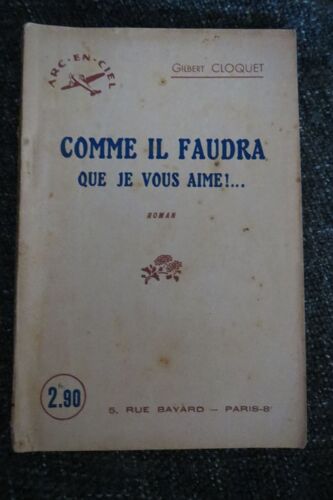 ARC-EN-CIEL
GILBERT CLOQUET
COMME IL FAUDRA
QUE JE VOUS AIME!...
ROMAN
2.90
5, RUE BAYARD — PARIS-8ᵉ